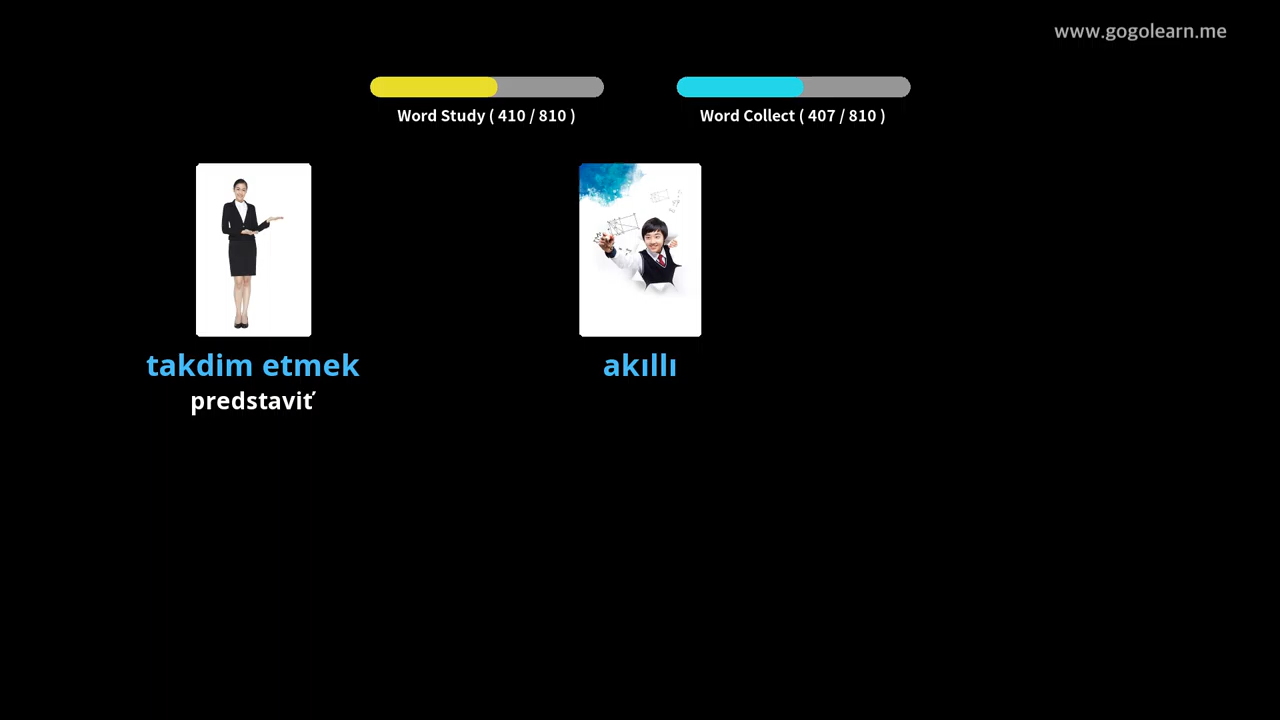 www.gogolearn.me
Word Study ( 410 / 810 )
Word Collect ( 407 / 810 )
takdim etmek
predstaviť
akıllı